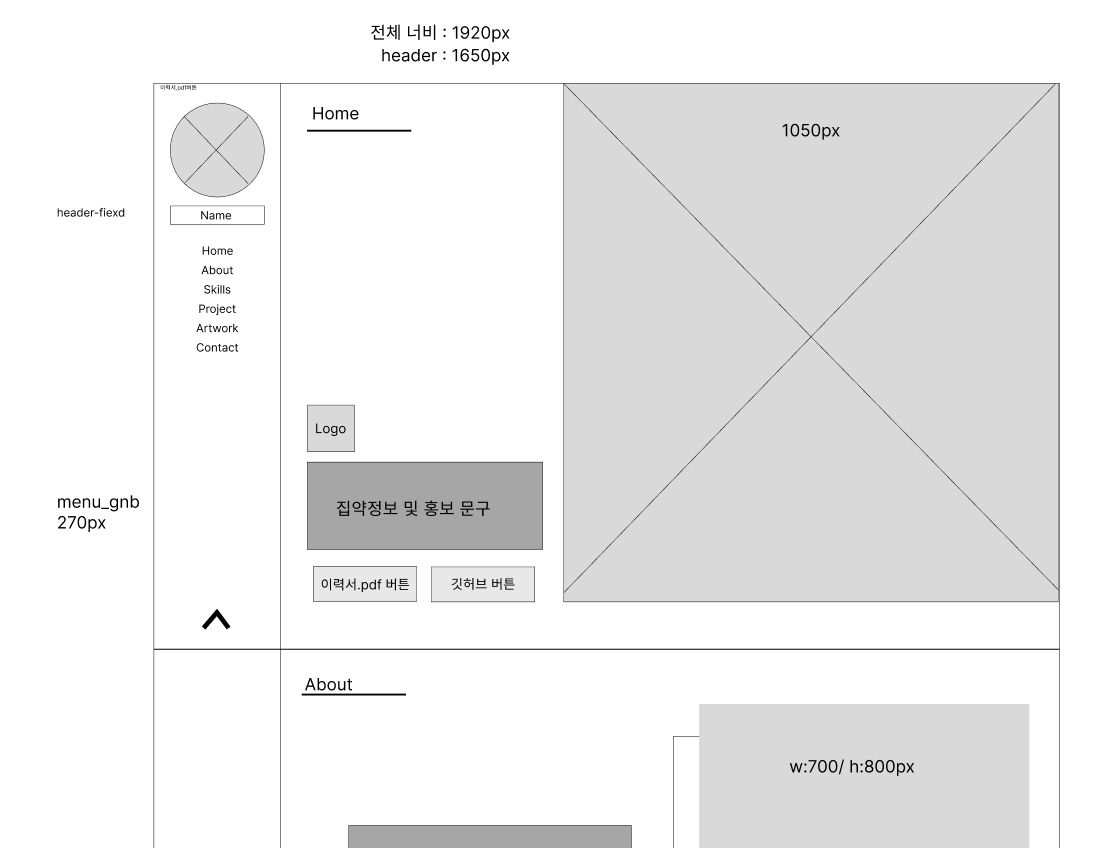 전체 너비 : 1920px
header : 1650px
이력서.pdf버튼
Home
1050px
header-fiexd
Name
Home
About
Skills
Project
Artwork
Contact
Logo
menu_gnb
270px
집약정보 및 홍보 문구
이력서.pdf 버튼
깃허브 버튼
About
w:700/ h:800px